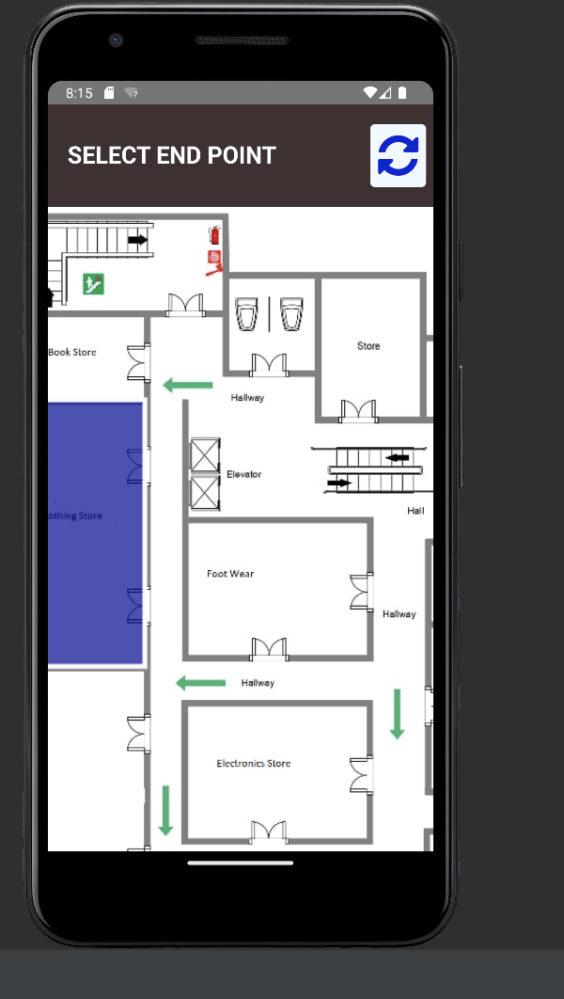 8:15
SELECT END POINT
Book Store
Store
Hallway
Elevator
Hall
othing Store
Foot Wear
Hallway
Hallway
Electronics Store